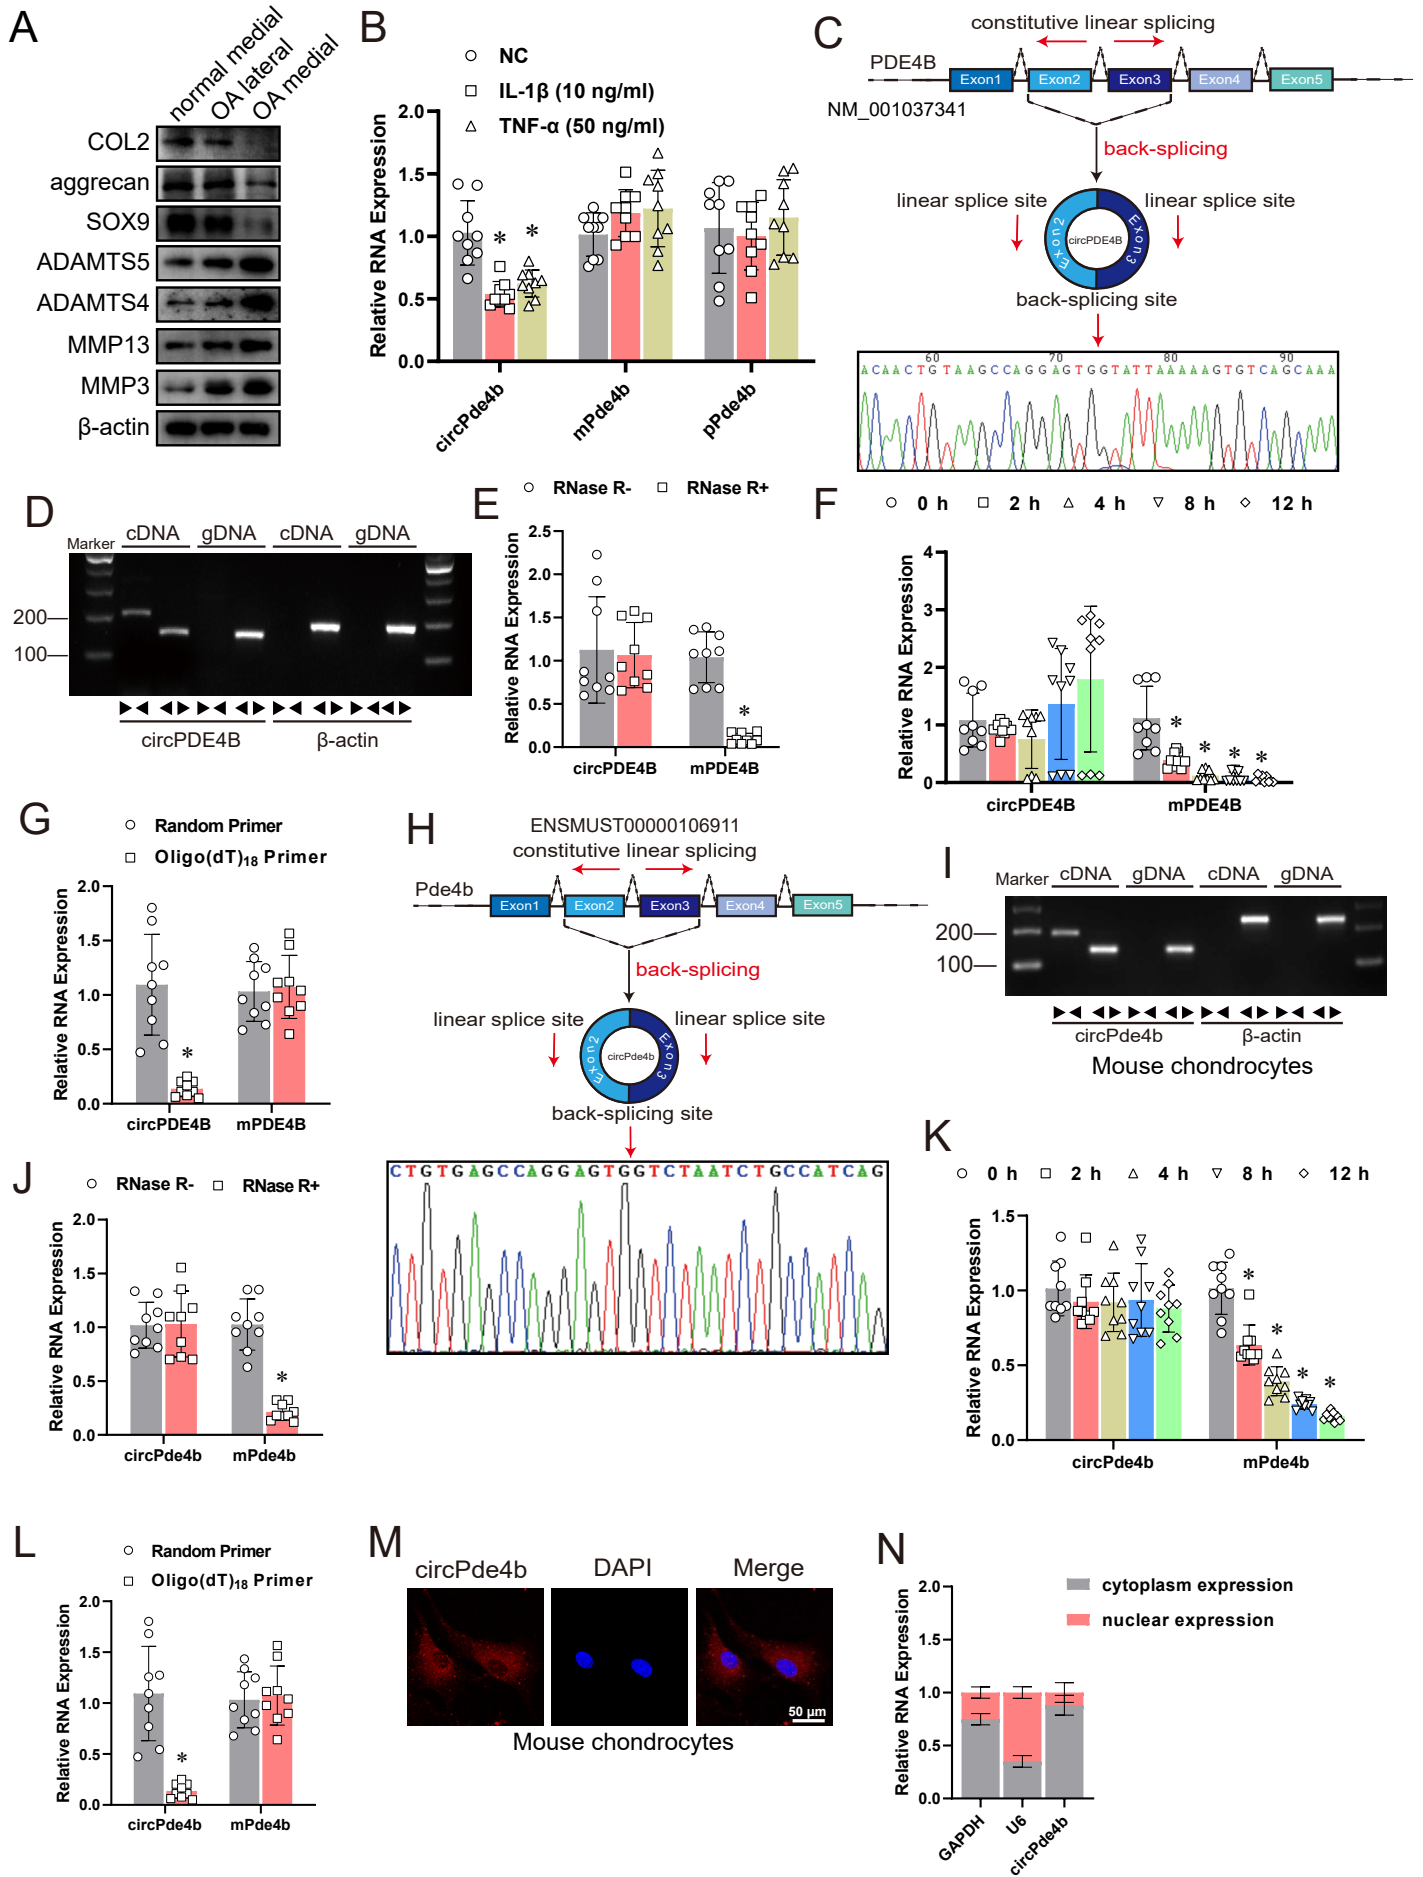 A
normal medial
OA lateral
OA medial
COL2
aggrecan
SOX9
ADAMTS5
ADAMTS4
MMP13
MMP3
β-actin
B
NC
IL-1β (10 ng/ml)
TNF-α (50 ng/ml)
Relative RNA Expression
2.0
1.5
1.0
0.5
0.0
* *
circPde4b
mPde4b
pPde4b
C
constitutive linear splicing
PDE4B
Exon1 Exon2 Exon3 Exon4 Exon5
NM_001037341
back-splicing
linear splice site
linear splice site
Exon2
circPDE4B
Exon3
back-splicing site
60 70 80 90
ACAACTGTAAGCCAGGAGTGGTATTAAAAAGTGTCAGCAAA
D
Marker
cDNA gDNA cDNA gDNA
200
100
circPDE4B β-actin
E
RNase R- RNase R+
Relative RNA Expression
2.5
2.0
1.5
1.0
0.5
0.0
*
circPDE4B mPDE4B
F
0 h 2 h 4 h 8 h 12 h
Relative RNA Expression
4
3
2
1
0
* * * *
circPDE4B mPDE4B
G
Random Primer
Oligo(dT)₁₈ Primer
Relative RNA Expression
2.0
1.5
1.0
0.5
0.0
*
circPDE4B mPDE4B
H
ENSMUST00000106911
constitutive linear splicing
Pde4b
Exon1 Exon2 Exon3 Exon4 Exon5
back-splicing
linear splice site
linear splice site
Exon2
circPde4b
Exon3
back-splicing site
CTGTGAGCCAGGAGTGGTCTAATCTGCCATCAG
I
Marker cDNA gDNA cDNA gDNA
200
100
circPde4b β-actin
Mouse chondrocytes
J
RNase R- RNase R+
Relative RNA Expression
2.0
1.5
1.0
0.5
0.0
*
circPde4b mPde4b
K
0 h 2 h 4 h 8 h 12 h
Relative RNA Expression
1.5
1.0
0.5
0.0
* * * *
circPde4b mPde4b
L
Random Primer
Oligo(dT)₁₈ Primer
Relative RNA Expression
2.0
1.5
1.0
0.5
0.0
*
circPde4b mPde4b
M
circPde4b DAPI Merge
50 μm
Mouse chondrocytes
N
cytoplasm expression
nuclear expression
Relative RNA Expression
2.0
1.5
1.0
0.5
0.0
GAPDH
U6
circPde4b